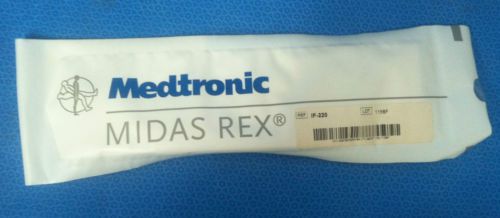 Medtronic
MIDAS REX®
REF IF-220 LOT